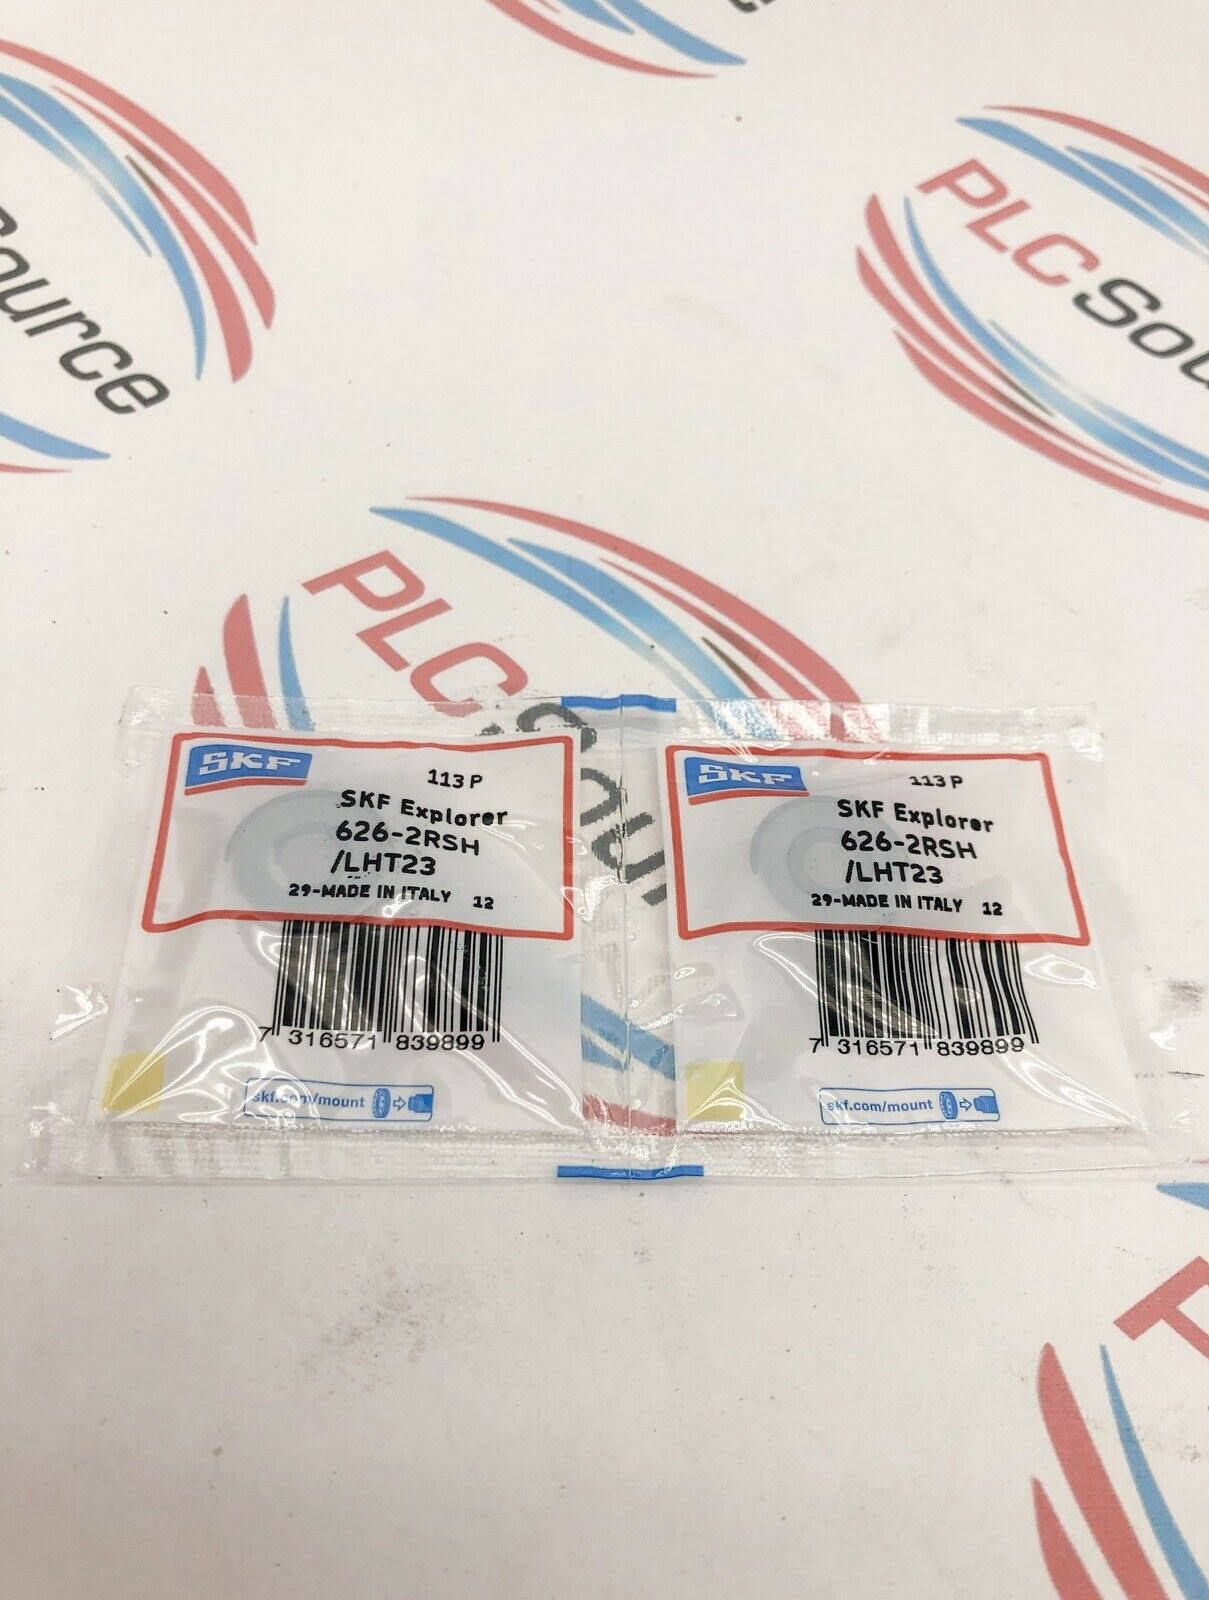 PLC Source
Source
PLC Sou
PLC Sour
SKF
113 P
SKF Explorer
626-2RSH
/LHT23
29-MADE IN ITALY 12
7 316571 839899
skf.com/mount
SKF
113 P
SKF Explorer
626-2RSH
/LHT23
29-MADE IN ITALY 12
7 316571 839899
skf.com/mount